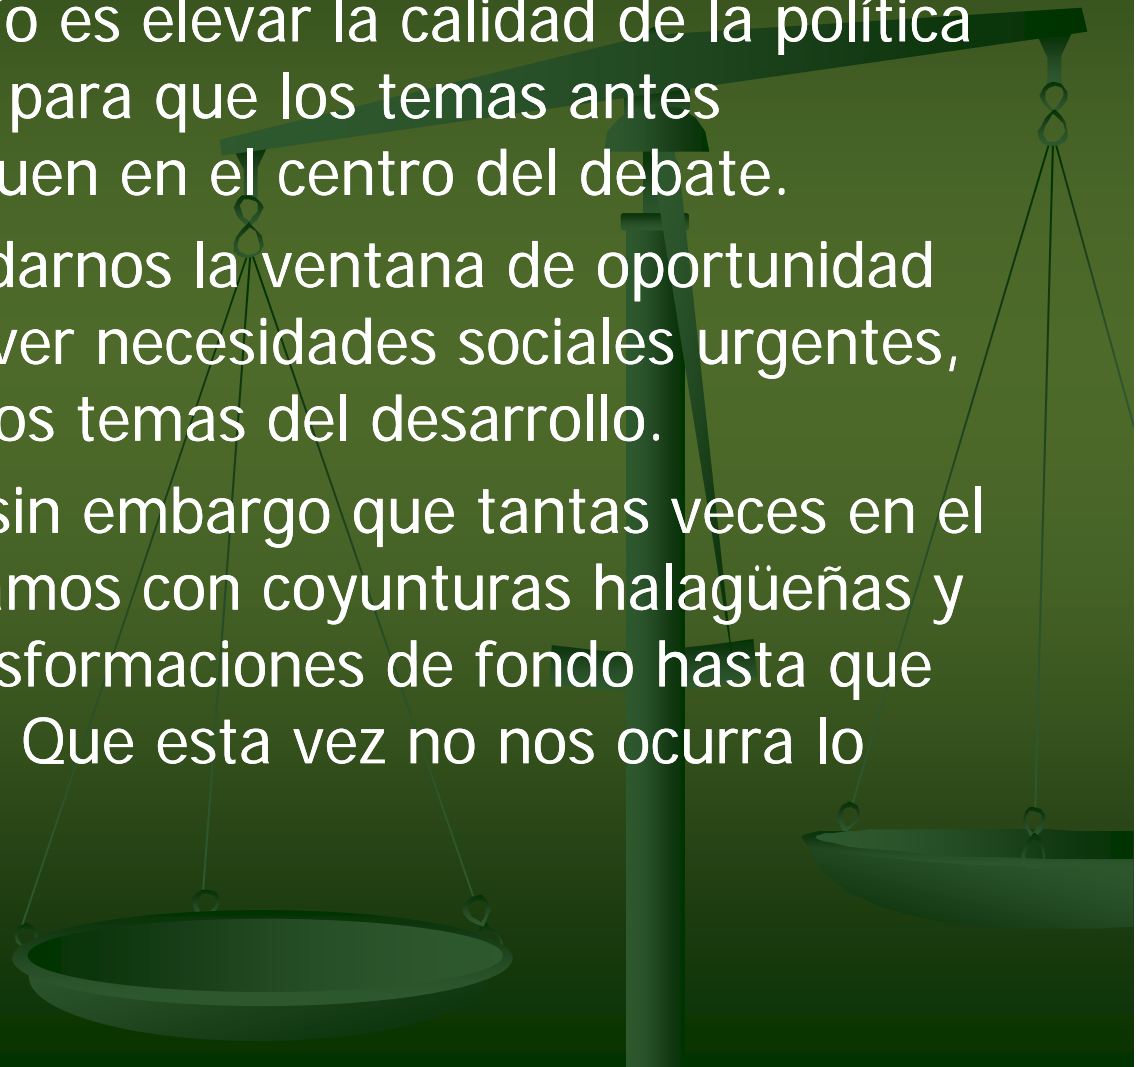 o es elevar la calidad de la política
para que los temas antes
uen en el centro del debate.
darnos la ventana de oportunidad
ver necesidades sociales urgentes,
os temas del desarrollo.
sin embargo que tantas veces en el
mos con coyunturas halagüeñas y
sformaciones de fondo hasta que
Que esta vez no nos ocurra lo